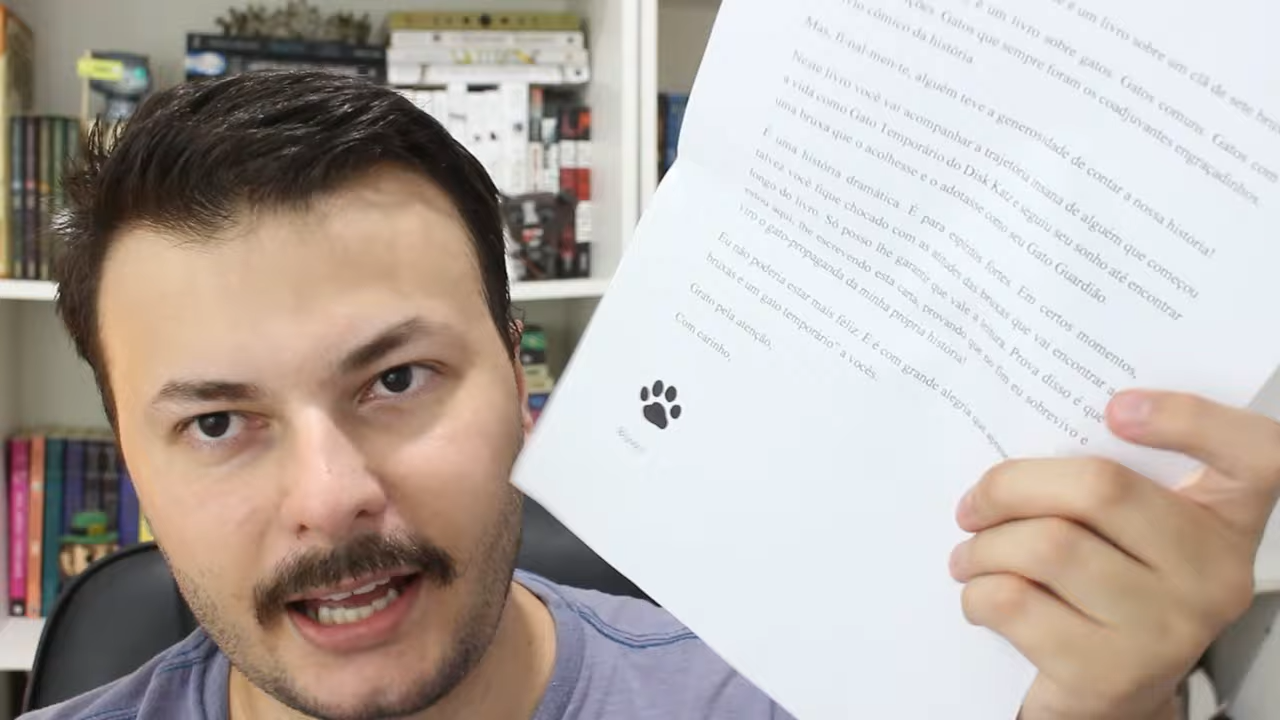 e é um livro sobre um clã de sete bru
é um livro sobre gatos. Gatos comuns. Gatos com
ções. Gatos que sempre foram os coadjuvantes engraçadinhos,
vio cômico da história.
Mas, fi-nal-men-te, alguém teve a generosidade de contar a nossa história!
Neste livro você vai acompanhar a trajetória insana de alguém que começou
a vida como Gato Temporário do Disk Katz e seguiu seu sonho até encontrar
uma bruxa que o acolhesse e o adotasse como seu Gato Guardião.
É uma história dramática. É para espíritos fortes. Em certos momentos,
talvez você fique chocado com as atitudes das bruxas que vai encontrar a
longo do livro. Só posso lhe garantir que vale a leitura. Prova disso é que
estou aqui, lhe escrevendo esta carta, provando que no fim eu sobrevivo e
viro o gato-propaganda da minha própria história!
Eu não poderia estar mais feliz. E é com grande alegria que
bruxas é um gato temporário" a vocês.
Grato pela atenção,
Com carinho,